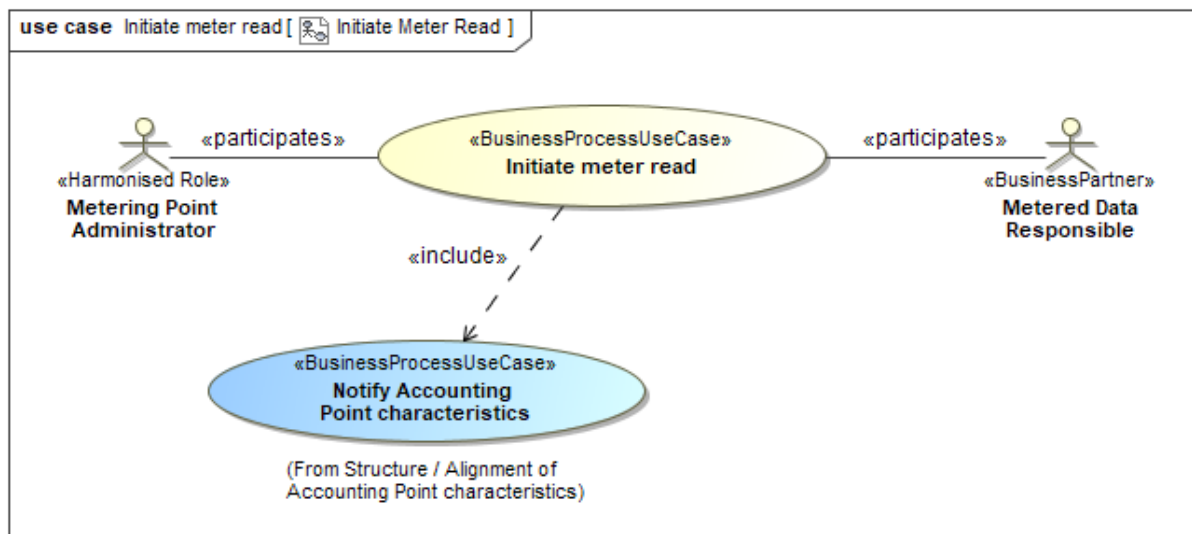 use case Initiate meter read [ Initiate Meter Read ]
«participates»
«BusinessProcessUseCase»
Initiate meter read
«participates»
«Harmonised Role»
Metering Point
Administrator
«BusinessPartner»
Metered Data
Responsible
«include»
«BusinessProcessUseCase»
Notify Accounting
Point characteristics
(From Structure / Alignment of
Accounting Point characteristics)